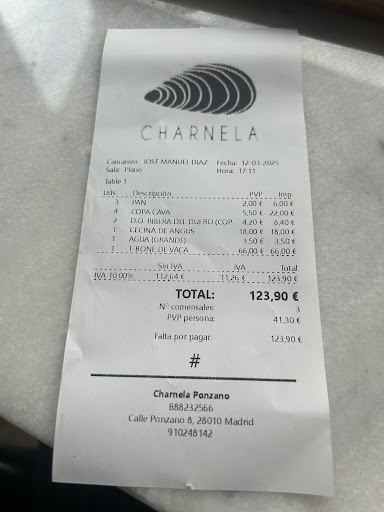 CHARNELA
Camarero: JOSÉ MANUEL DIAZ Fecha: 12-03-2025
Sala: Plano Hora: 17:11
Table 1
Uds. Descripción PVP Imp.
3 PAN 2,00 € 6,00 €
4 COPA CAVA 5,50 € 22,00 €
2 D.O. RIBERA DEL DUERO (COP 4,20 € 8,40 €
1 CECINA DE ANGUS 18,00 € 18,00 €
1 AGUA (GRANDE) 3,50 € 3,50 €
1 T-BONE DE VACA 66,00 € 66,00 €
Sin IVA IVA Total
IVA 10.00% 112,64 € 11,26 € 123,90 €
TOTAL: 123,90 €
Nº comensales: 3
PVP persona: 41,30 €
Falta por pagar: 123,90 €
#
Charnela Ponzano
B88232566
Calle Ponzano 8, 28010 Madrid
910248142